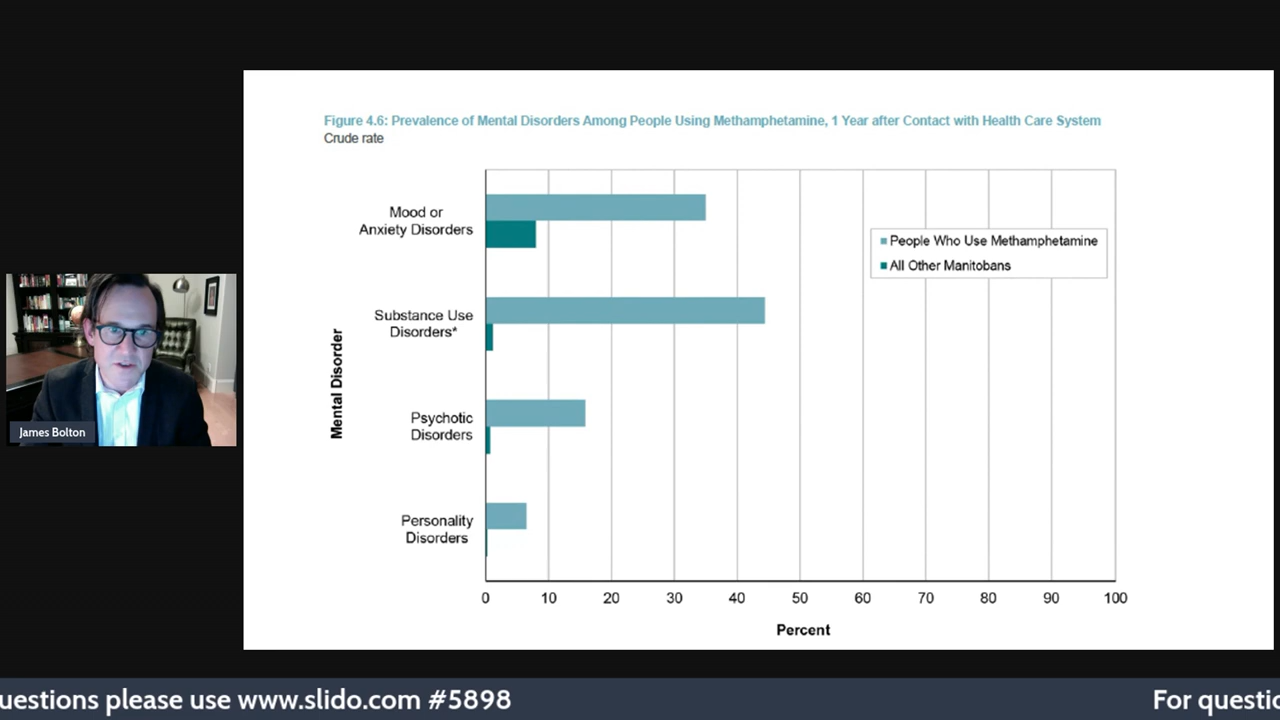 Figure 4.6: Prevalence of Mental Disorders Among People Using Methamphetamine, 1 Year after Contact with Health Care System
Crude rate
Mood or
Anxiety Disorders
Substance Use
Disorders*
Psychotic
Disorders
Personality
Disorders
Mental Disorder
People Who Use Methamphetamine
All Other Manitobans
0 10 20 30 40 50 60 70 80 90 100
Percent
James Bolton
uestions please use www.slido.com #5898
For questio